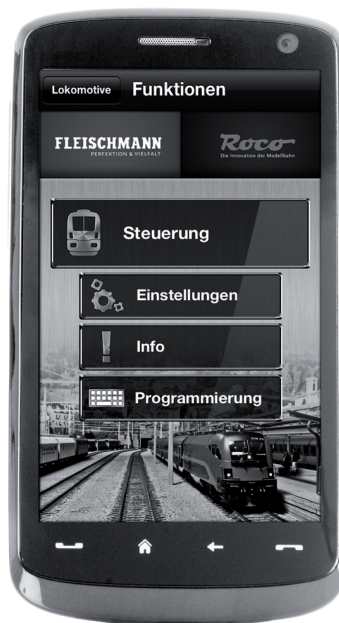 Lokomotive Funktionen
FLEISCHMANN
PERFEKTION & VIELFALT
Roco
Die Innovation der Modellbahn
Steuerung
Einstellungen
Info
Programmierung